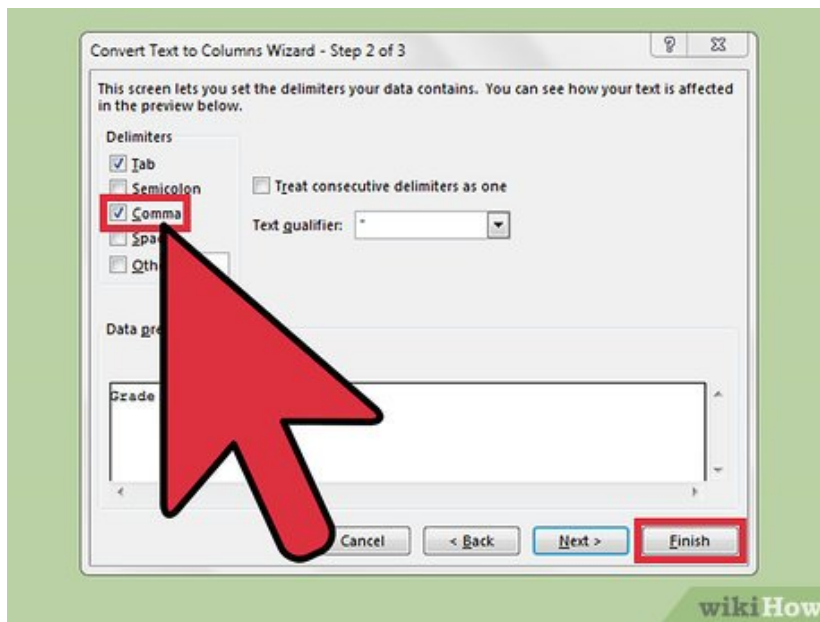 Convert Text to Columns Wizard - Step 2 of 3
This screen lets you set the delimiters your data contains. You can see how your text is affected
in the preview below.
Delimiters
Tab
Semicolon
Treat consecutive delimiters as one
Comma
Text qualifier: "
Data
Grade
Cancel
< Back
Next >
Finish
wikiHow